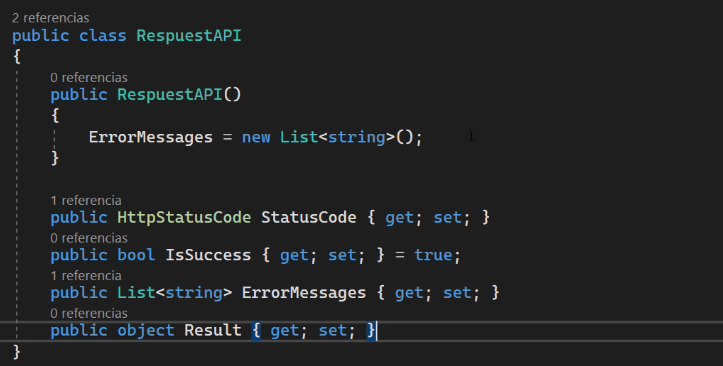 2 referencias
public class RespuestAPI
{
0 referencias
public RespuestAPI()
{
ErrorMessages = new List<string>();
}
1 referencia
public HttpStatusCode StatusCode { get; set; }
0 referencias
public bool IsSuccess { get; set; } = true;
1 referencia
public List<string> ErrorMessages { get; set; }
0 referencias
public object Result { get; set; }
}